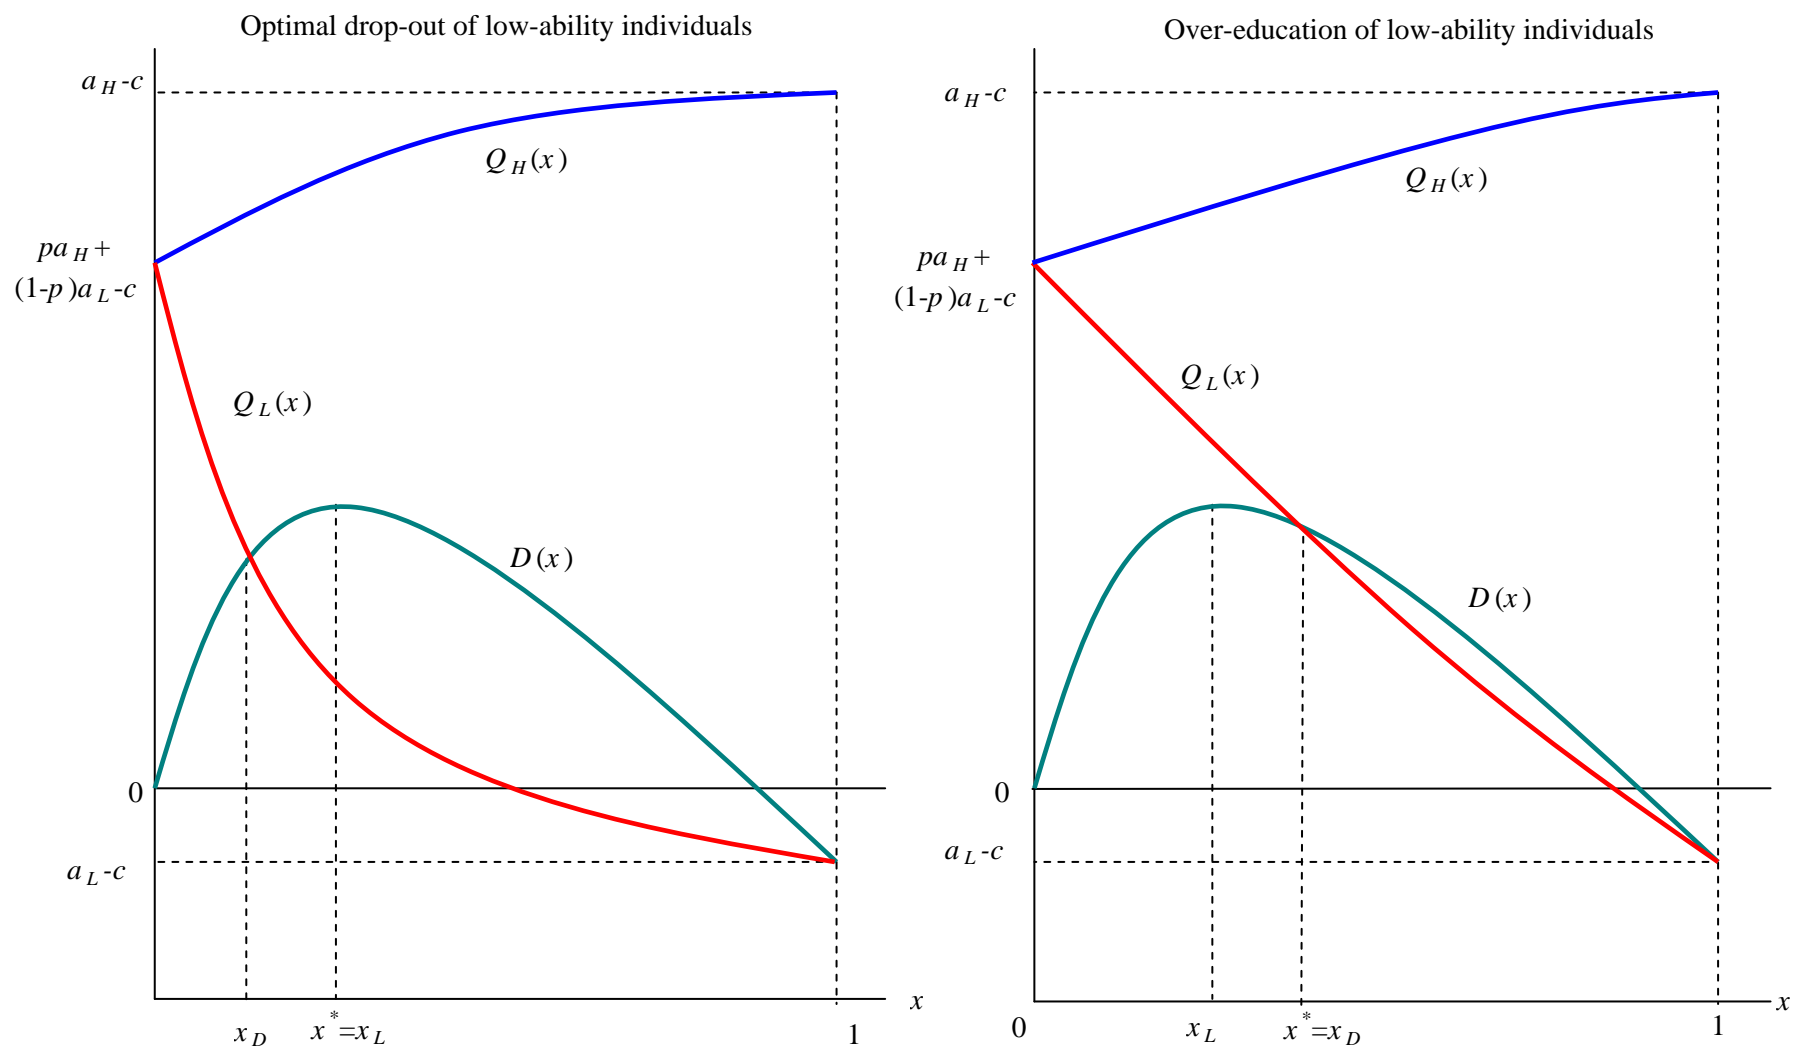 Optimal drop-out of low-ability individuals
a_H-c
Q_H(x)
pa_H+
(1-p)a_L-c
Q_L(x)
D(x)
0
a_L-c
x
x_D
x^*=x_L
1
Over-education of low-ability individuals
a_H-c
Q_H(x)
pa_H+
(1-p)a_L-c
Q_L(x)
D(x)
0
a_L-c
x
0
x_L
x^*=x_D
1